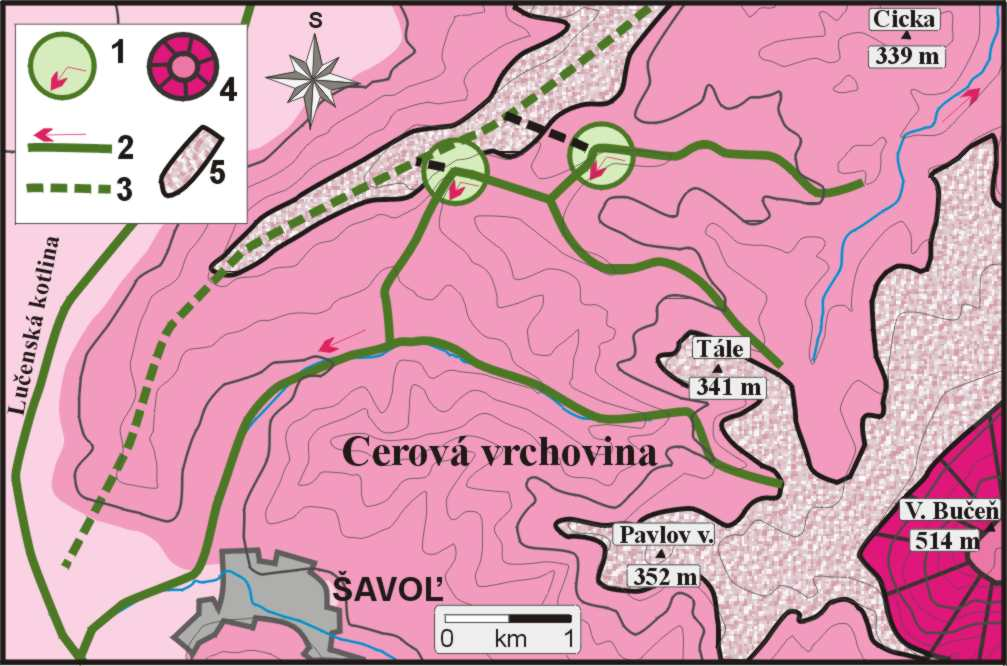 S
1
4
2
3
5
Cicka
339 m
Lučenská kotlina
Tále
341 m
Cerová vrchovina
V. Bučeň
514 m
Pavlov v.
352 m
ŠAVOĽ
0 km 1